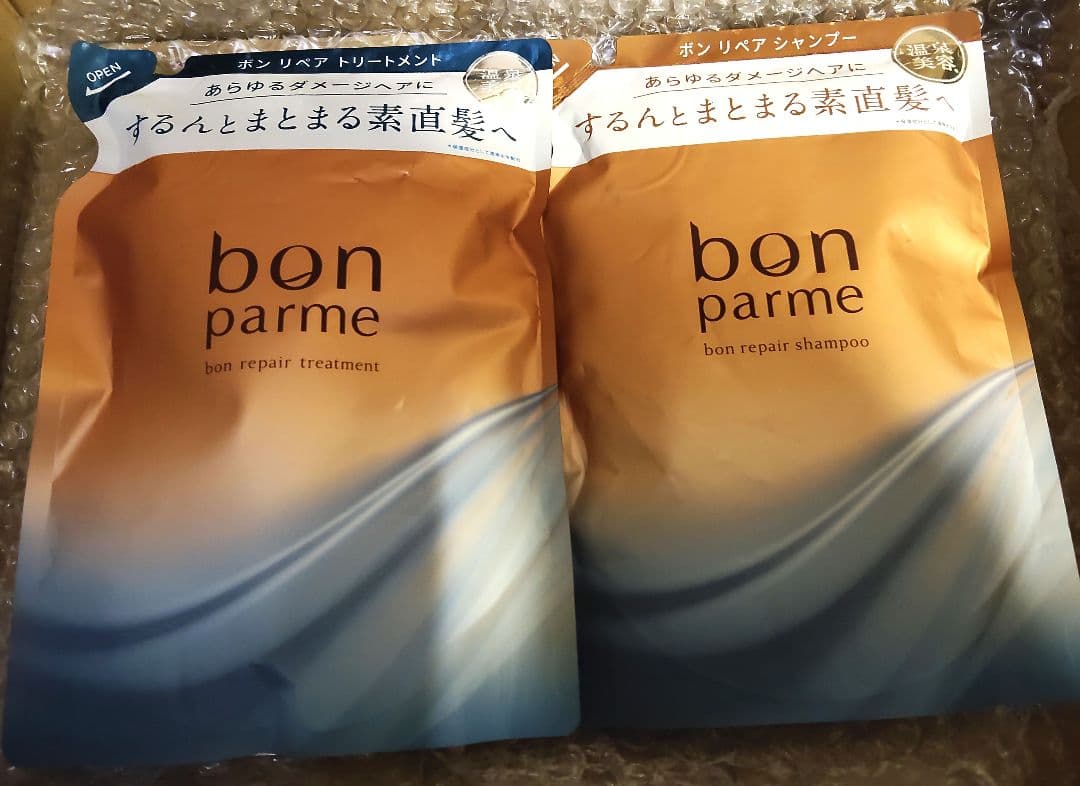 OPEN
ボン リペア トリートメント
あらゆるダメージヘアに
するんとまとまる素直髪へ
温泉
bon
parme
bon repair treatment
ボン リペア シャンプー
温泉
美容
あらゆるダメージヘアに
するんとまとまる素直髪へ
bon
parme
bon repair shampoo